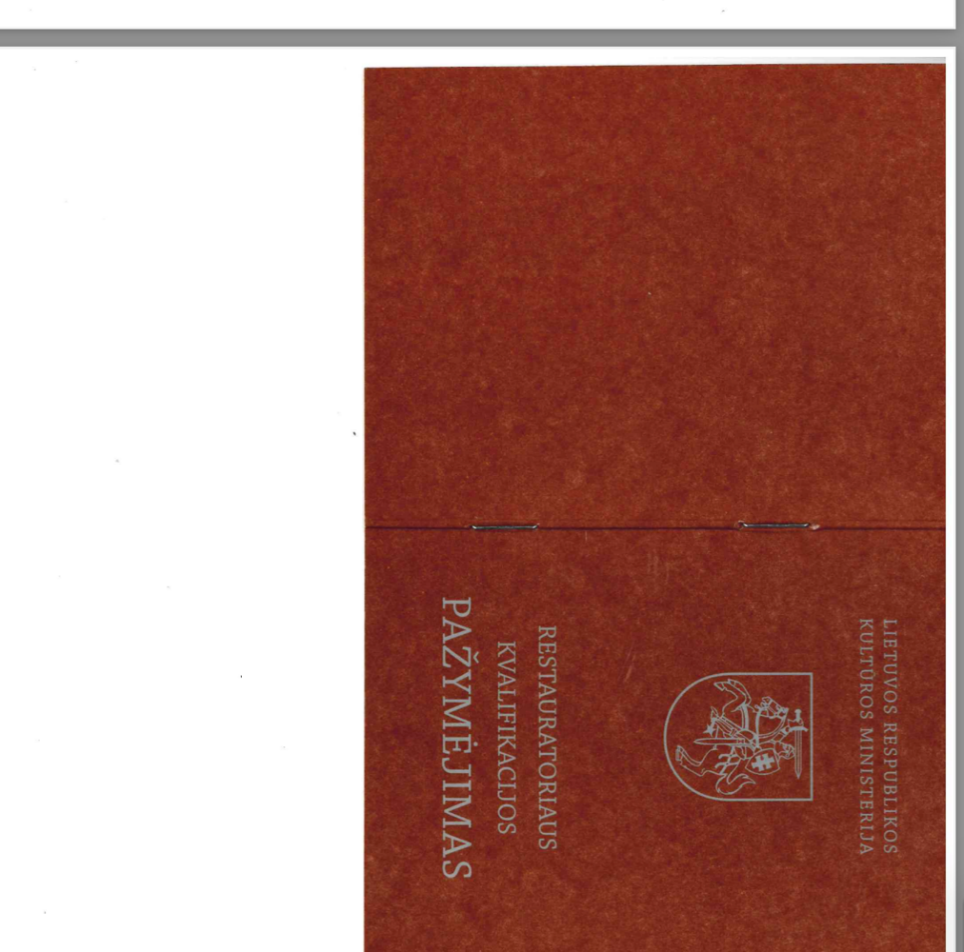 LIETUVOS RESPUBLIKOS
KULTŪROS MINISTERIJA
RESTAURATORIAUS
KVALIFIKACIJOS
PAŽYMĖJIMAS